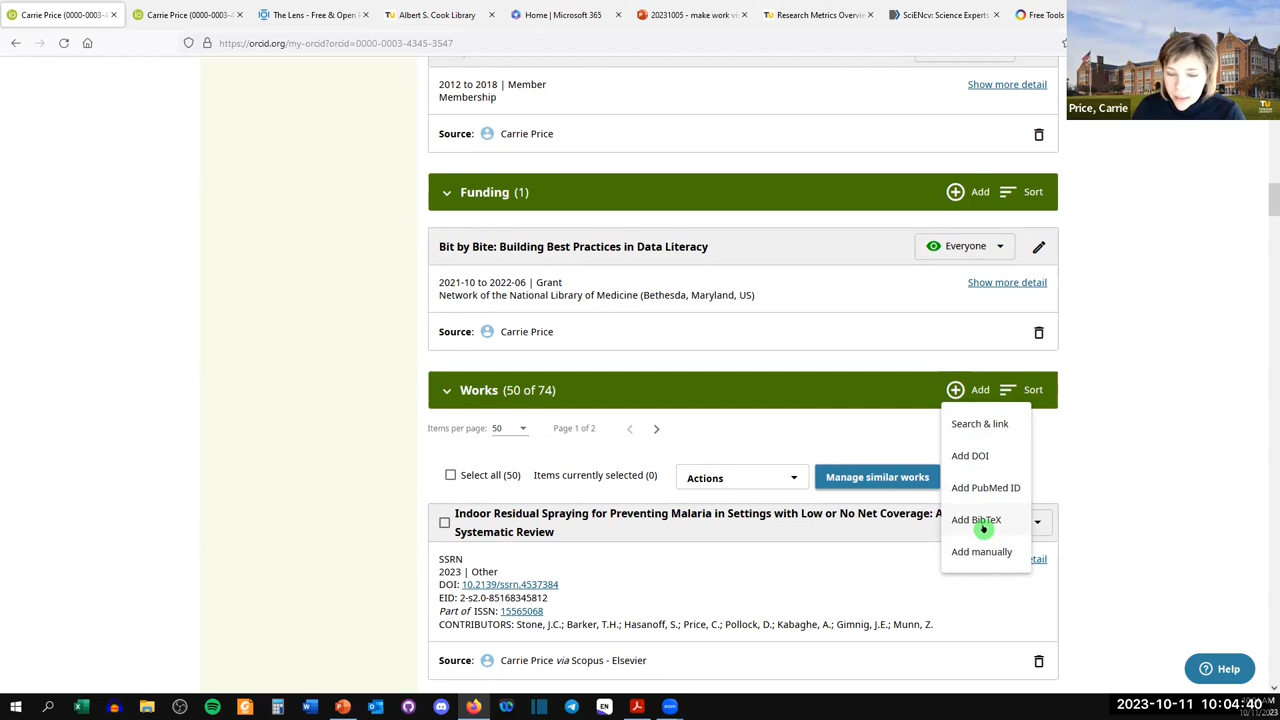 Carrie Price (0000-0003-4
Carrie Price (0000-0003-4
The Lens - Free & Open
Albert S. Cook Library
Home | Microsoft 365
20231005 - make work vi
Research Metrics Overvie
SciENcv: Science Experts
Free Tools
https://orcid.org/my-orcid?orcid=0000-0003-4345-3547
Price, Carrie
TU
2012 to 2018 | Member
Show more detail
Membership
Source: Carrie Price
Funding (1)
Add
Sort
Bit by Bite: Building Best Practices in Data Literacy
Everyone
2021-10 to 2022-06 | Grant
Show more detail
Network of the National Library of Medicine (Bethesda, Maryland, US)
Source: Carrie Price
Works (50 of 74)
Add
Sort
Items per page: 50
Page 1 of 2
Search & link
Add DOI
Add PubMed ID
Add BibTeX
Add manually
Select all (50)
Items currently selected (0)
Actions
Manage similar works
Indoor Residual Spraying for Preventing Malaria in Settings with Low or No Net Coverage: A
Systematic Review
SSRN
etail
2023 | Other
DOI: 10.2139/ssrn.4537384
EID: 2-s2.0-85168345812
Part of ISSN: 15565068
CONTRIBUTORS: Stone, J.C.; Barker, T.H.; Hasanoff, S.; Price, C.; Pollock, D.; Kabaghe, A.; Gimnig, J.E.; Munn, Z.
Source: Carrie Price via Scopus - Elsevier
Help
EN
2023-10-11 10:04:40